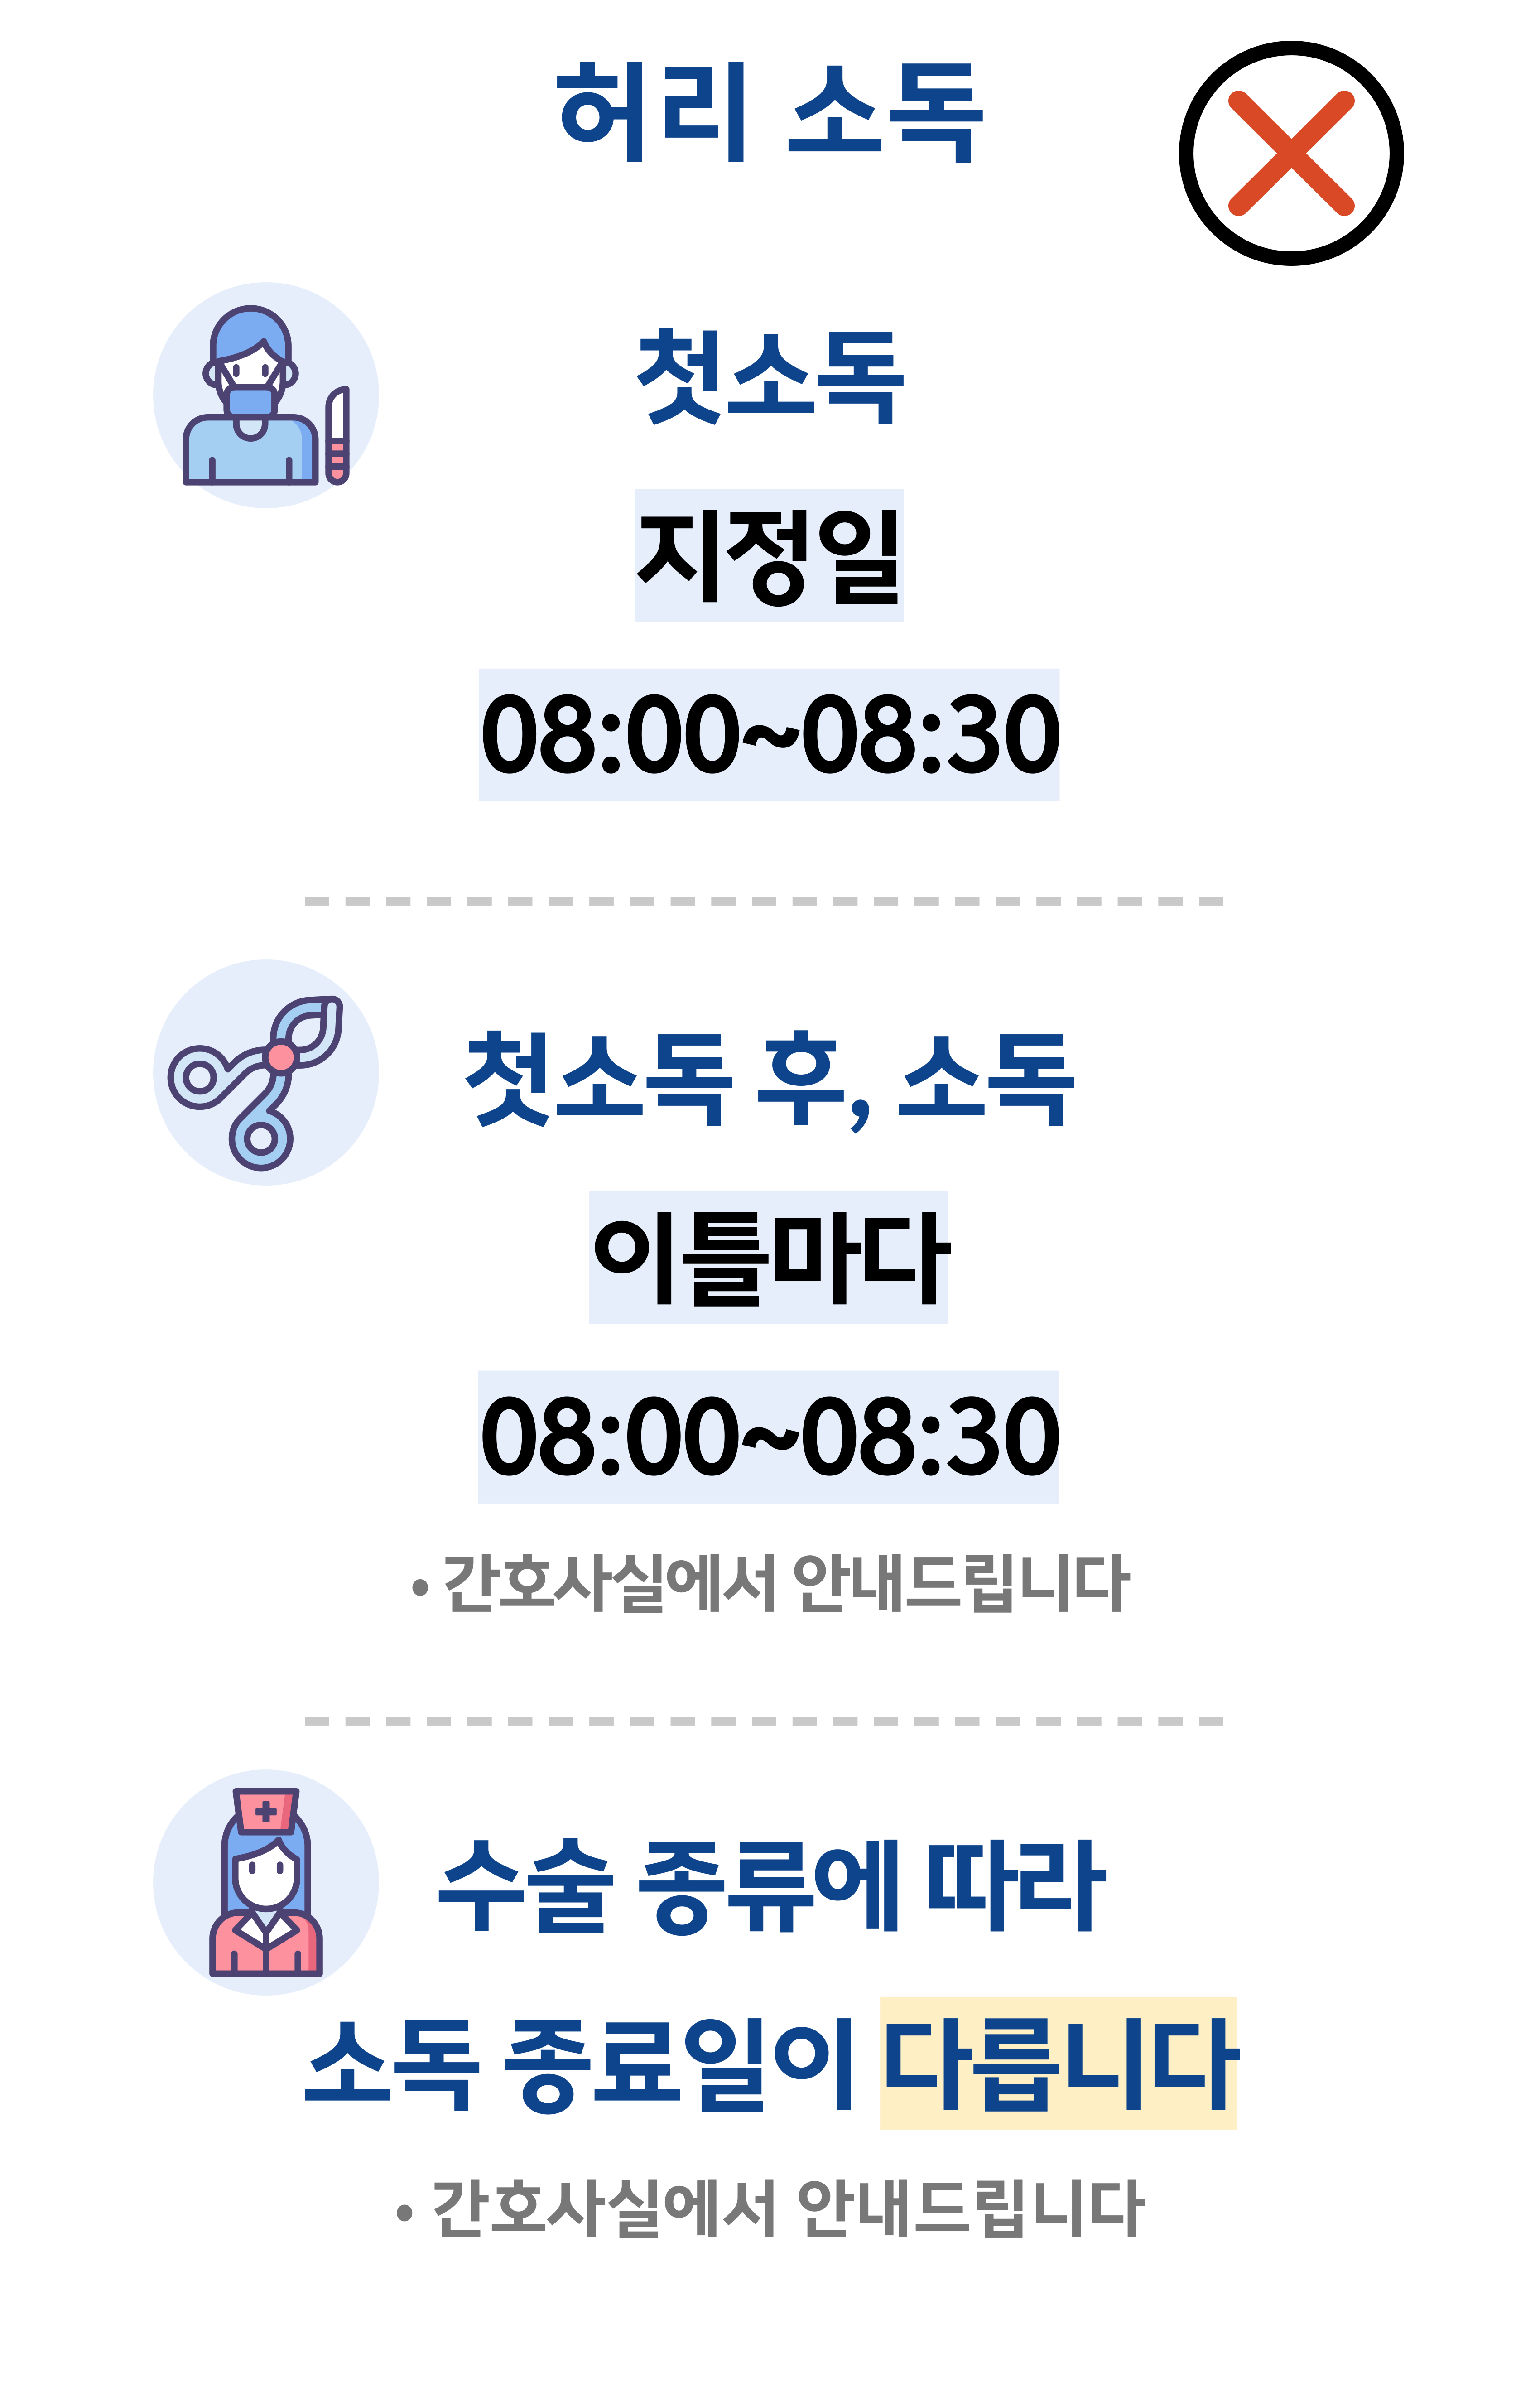 허리 소독
첫소독
지정일
08:00~08:30
첫소독 후, 소독
이틀마다
08:00~08:30
• 간호사실에서 안내드립니다
수술 종류에 따라
소독 종료일이 다릅니다
• 간호사실에서 안내드립니다